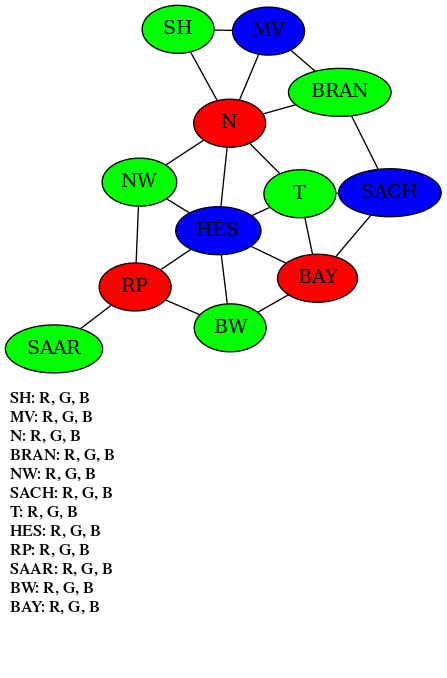 SH
MV
BRAN
N
NW
T
SACH
HES
BAY
RP
BW
SAAR
SH: R, G, B
MV: R, G, B
N: R, G, B
BRAN: R, G, B
NW: R, G, B
SACH: R, G, B
T: R, G, B
HES: R, G, B
RP: R, G, B
SAAR: R, G, B
BW: R, G, B
BAY: R, G, B